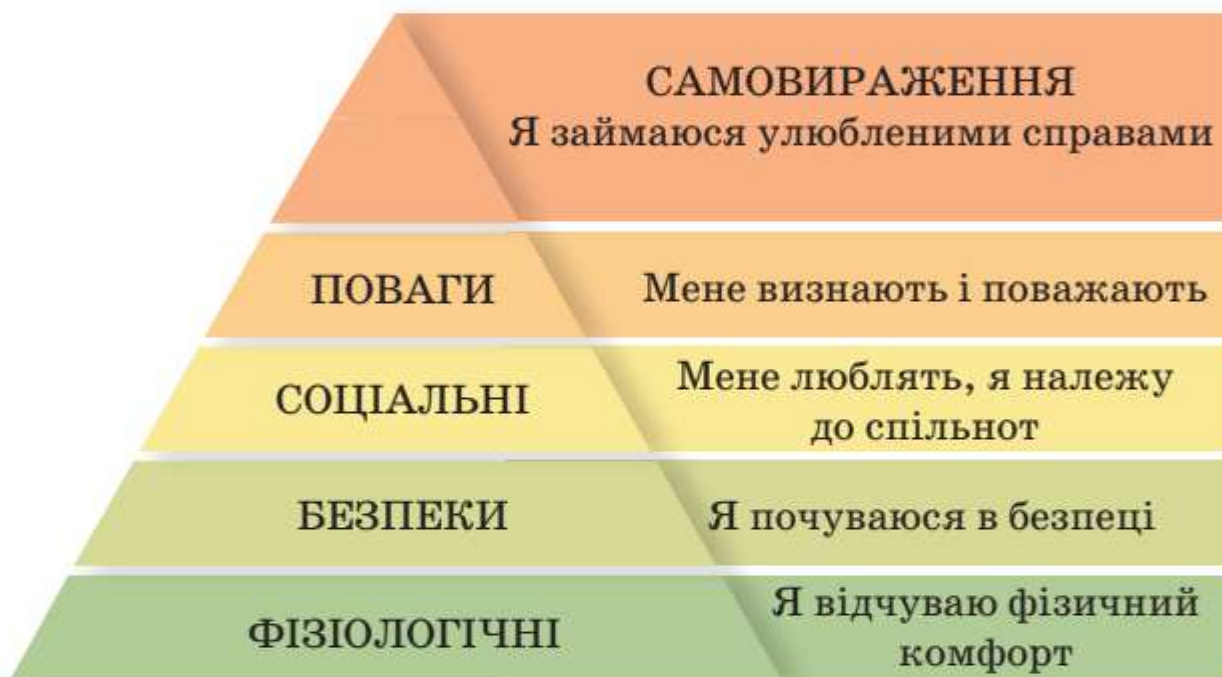 САМОВИРАЖЕННЯ
Я займаюся улюбленими справами
ПОВАГИ
Мене визнають і поважають
СОЦІАЛЬНІ
Мене люблять, я належу
до спільнот
БЕЗПЕКИ
Я почуваюся в безпеці
ФІЗІОЛОГІЧНІ
Я відчуваю фізичний
комфорт